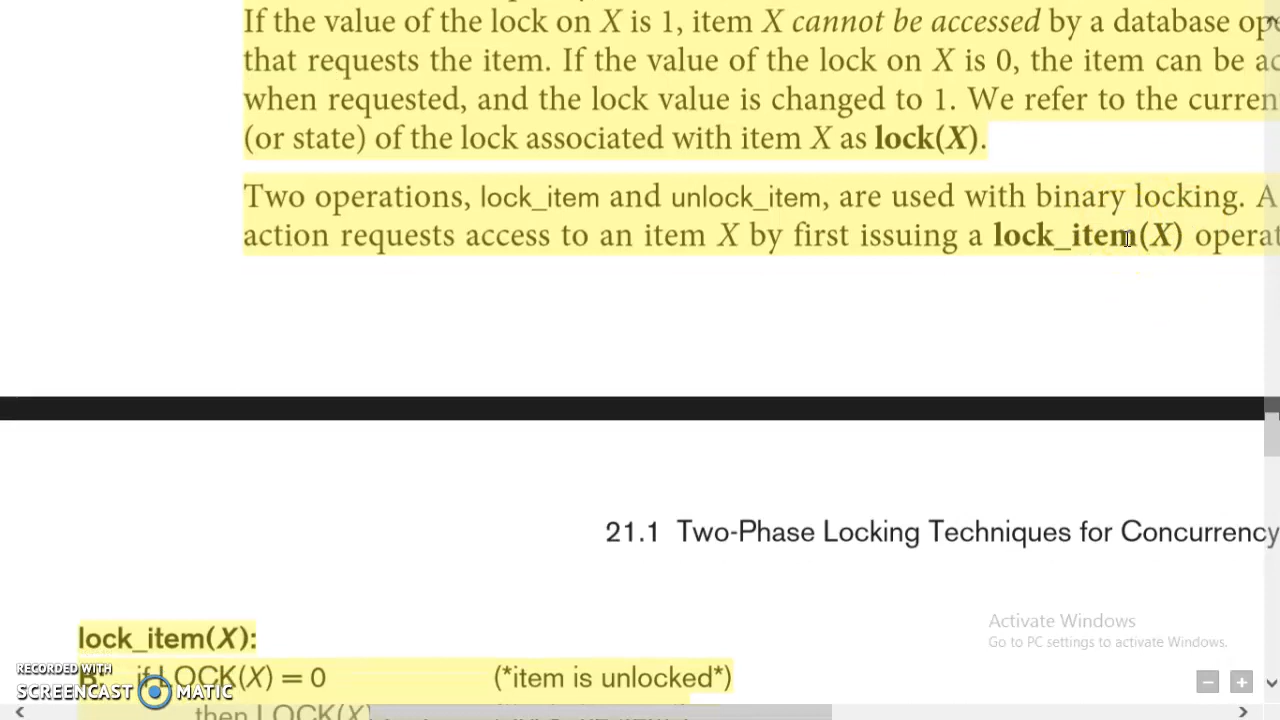 If the value of the lock on X is 1, item X cannot be accessed by a database ope
that requests the item. If the value of the lock on X is 0, the item can be ac
when requested, and the lock value is changed to 1. We refer to the curren
(or state) of the lock associated with item X as lock(X).
Two operations, lock_item and unlock_item, are used with binary locking. A
action requests access to an item X by first issuing a lock_item(X) operat
21.1 Two-Phase Locking Techniques for Concurrency
lock_item(X):
B: if LOCK(X) = 0 (*item is unlocked*)
then LOCK(X)
Activate Windows
Go to PC settings to activate Windows.
RECORDED WITH
SCREENCAST MATIC